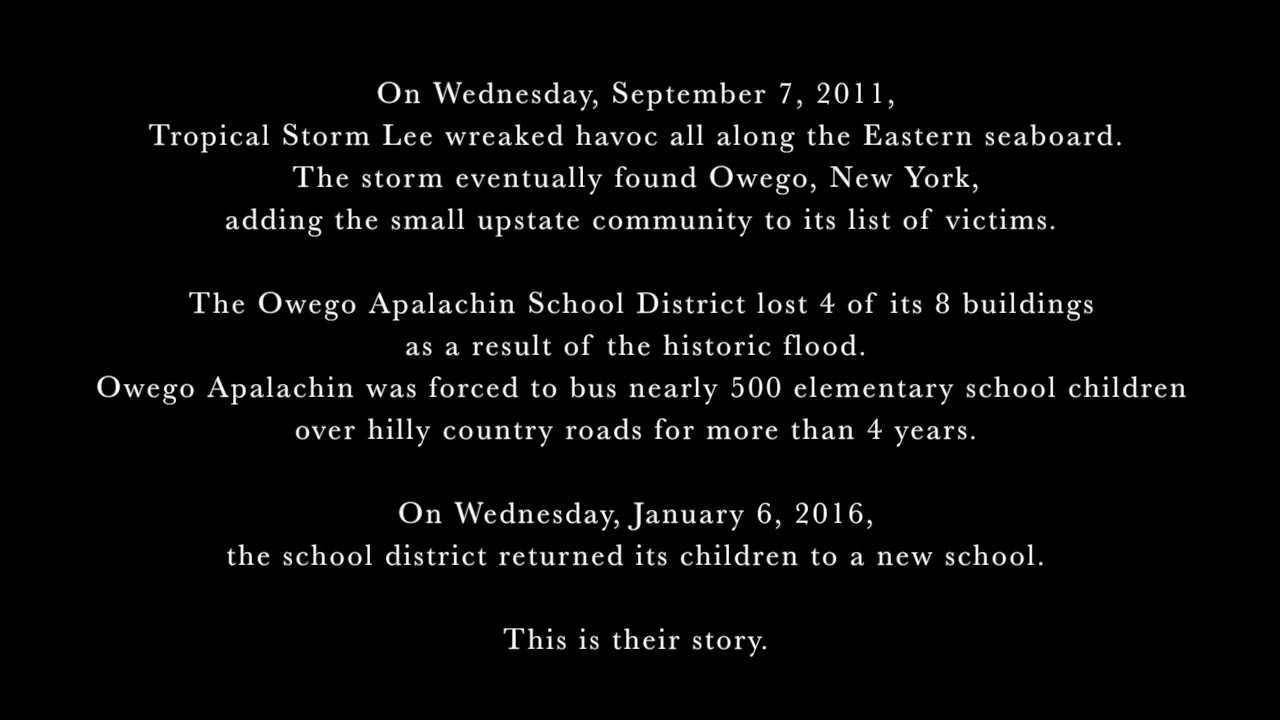 On Wednesday, September 7, 2011,
Tropical Storm Lee wreaked havoc all along the Eastern seaboard.
The storm eventually found Owego, New York,
adding the small upstate community to its list of victims.
The Owego Apalachin School District lost 4 of its 8 buildings
as a result of the historic flood.
Owego Apalachin was forced to bus nearly 500 elementary school children
over hilly country roads for more than 4 years.
On Wednesday, January 6, 2016,
the school district returned its children to a new school.
This is their story.